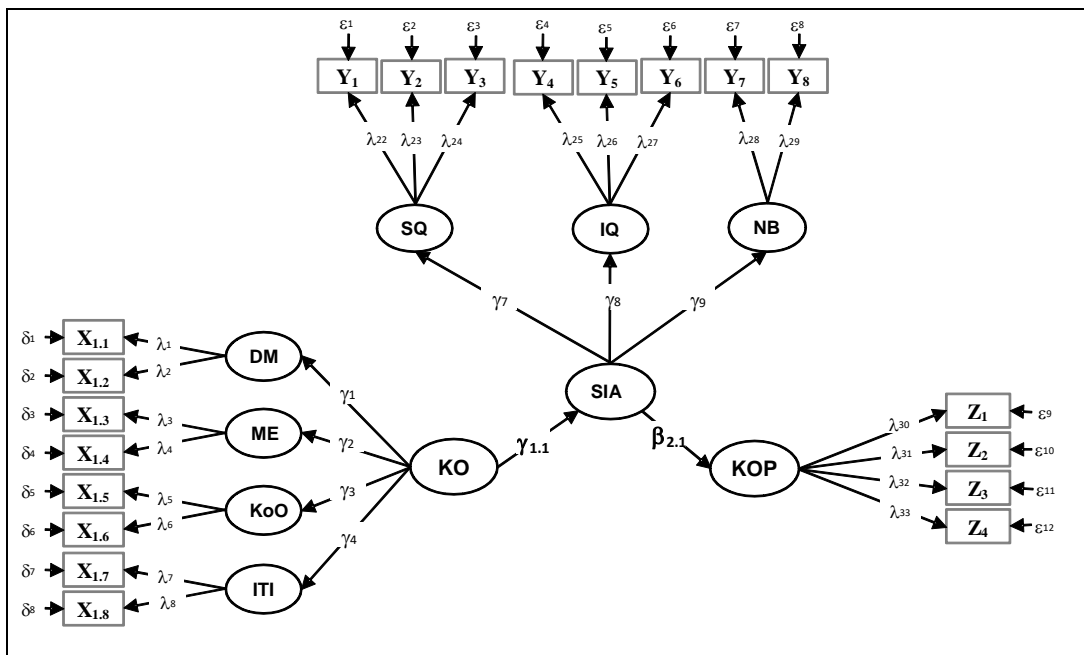 ε1 ε2 ε3 ε4 ε5 ε6 ε7 ε8
Y1 Y2 Y3 Y4 Y5 Y6 Y7 Y8
λ22 λ23 λ24 λ25 λ26 λ27 λ28 λ29
SQ IQ NB
γ7 γ8 γ9
δ1 X1.1 λ1
DM
δ2 X1.2 λ2
γ1
SIA
δ3 X1.3 λ3
ME
δ4 X1.4 λ4
γ2
KO
γ1.1
β2.1
KOP
δ5 X1.5 λ5
KoO
δ6 X1.6 λ6
γ3
δ7 X1.7 λ7
ITI
δ8 X1.8 λ8
γ4
λ30 Z1 ε9
λ31 Z2 ε10
λ32 Z3 ε11
λ33 Z4 ε12